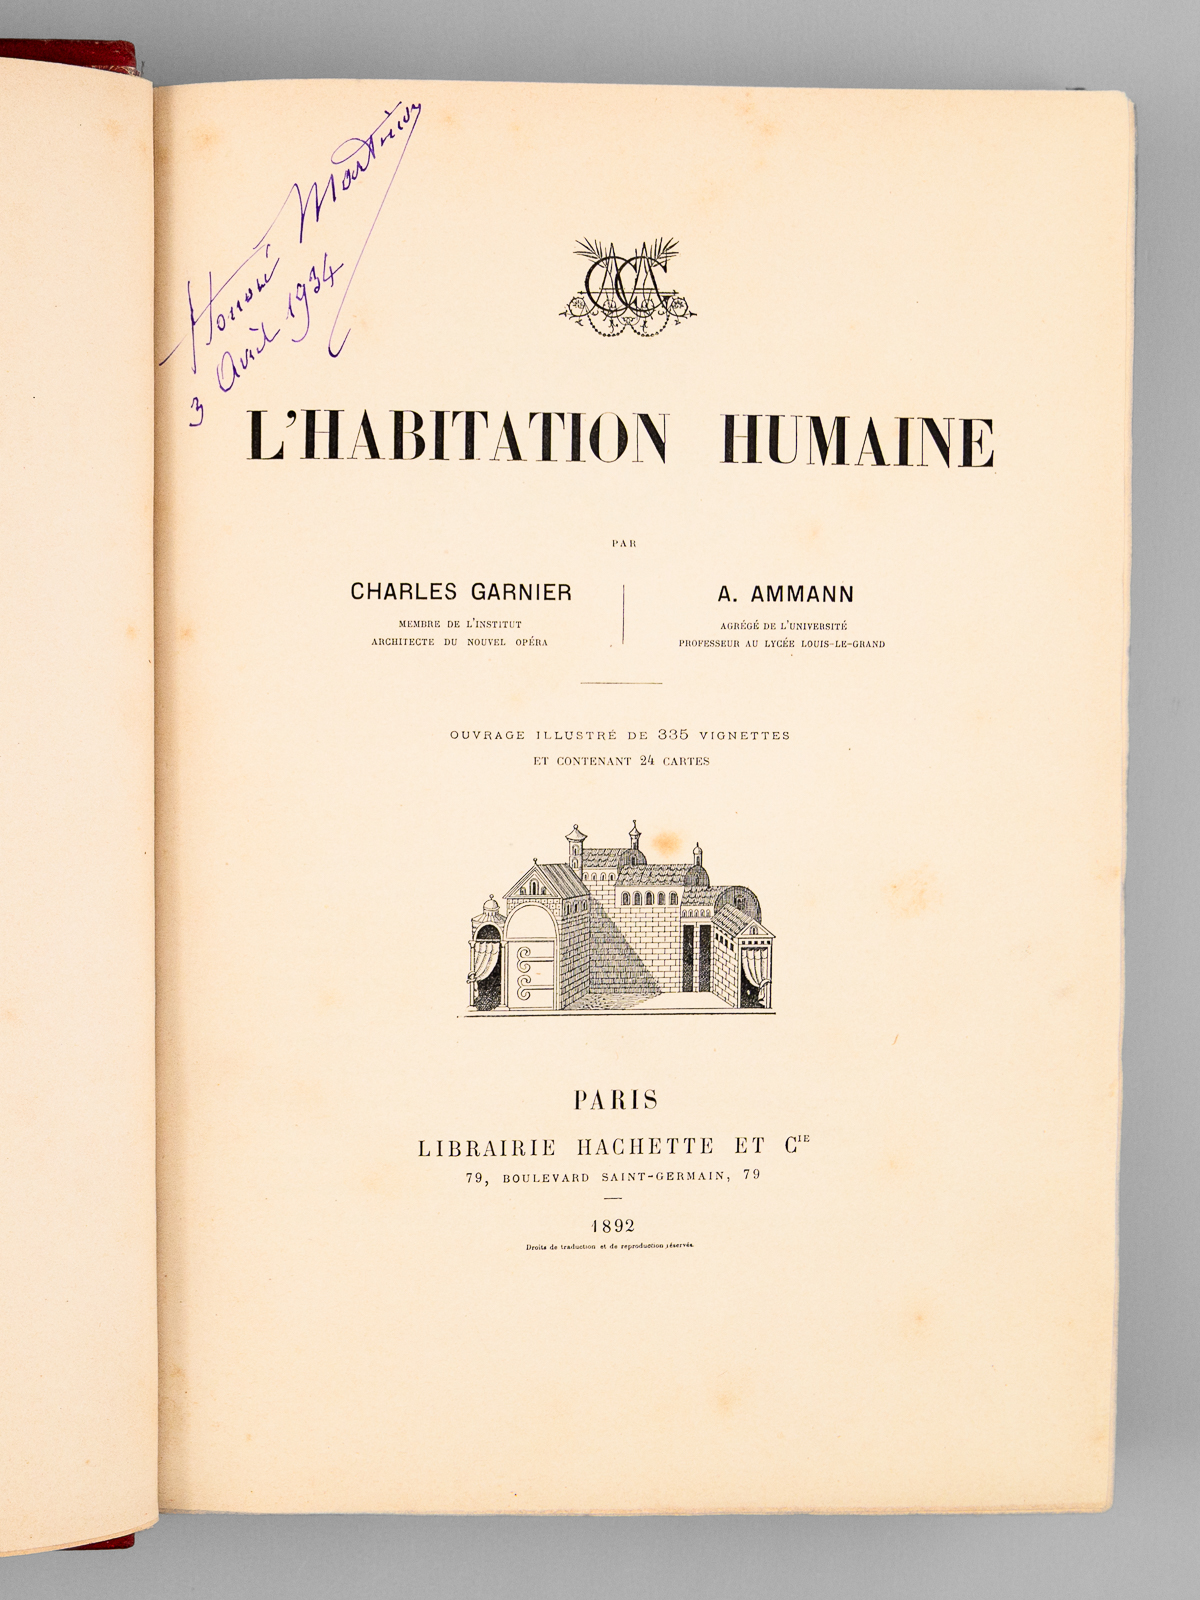 Honoré Martin
3 Avril 1934
L'HABITATION HUMAINE
PAR
CHARLES GARNIER
MEMBRE DE L'INSTITUT
ARCHITECTE DU NOUVEL OPÉRA
A. AMMANN
AGRÉGÉ DE L'UNIVERSITÉ
PROFESSEUR AU LYCÉE LOUIS-LE-GRAND
OUVRAGE ILLUSTRÉ DE 335 VIGNETTES
ET CONTENANT 24 CARTES
PARIS
LIBRAIRIE HACHETTE ET CIE
79, BOULEVARD SAINT-GERMAIN, 79
1892
Droits de traduction et de reproduction réservés.